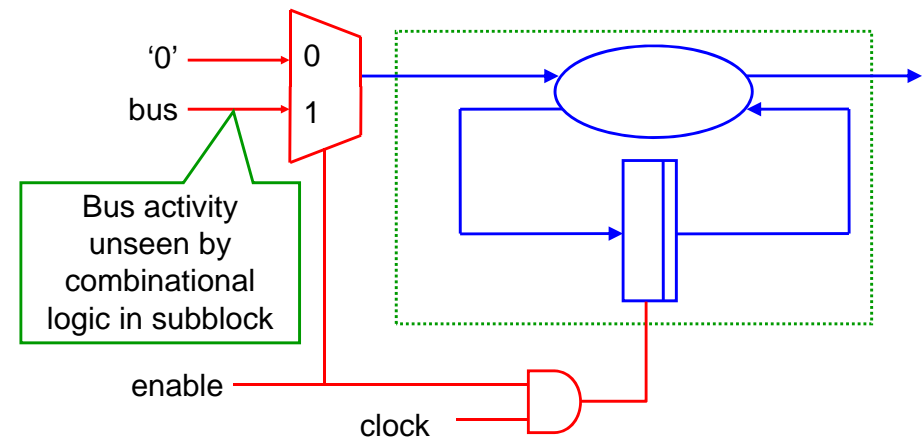 ‘0’
0
bus
1
Bus activity
unseen by
combinational
logic in subblock
enable
clock